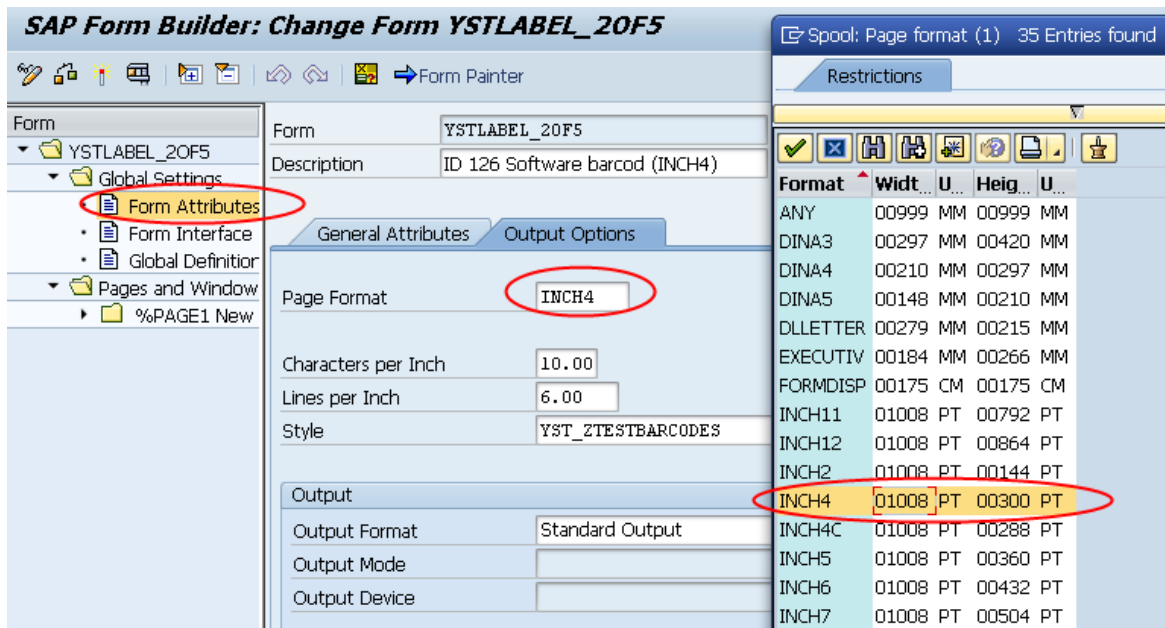 SAP Form Builder: Change Form YSTLABEL_2OF5
Form Painter
Form
YSTLABEL_2OF5
Global Settings
Form Attributes
Form Interface
Global Definition
Pages and Window
%PAGE1 New
Form YSTLABEL_2OF5
Description ID 126 Software barcod (INCH4)
General Attributes Output Options
Page Format INCH4
Characters per Inch 10.00
Lines per Inch 6.00
Style YST_ZTESTBARCODES
Output
Output Format Standard Output
Output Mode
Output Device
Spool: Page format (1) 35 Entries found
Restrictions
Format Widt... U... Heig... U...
ANY 00999 MM 00999 MM
DINA3 00297 MM 00420 MM
DINA4 00210 MM 00297 MM
DINA5 00148 MM 00210 MM
DLLETTER 00279 MM 00215 MM
EXECUTIV 00184 MM 00266 MM
FORMDISP 00175 CM 00175 CM
INCH11 01008 PT 00792 PT
INCH12 01008 PT 00864 PT
INCH2 01008 PT 00144 PT
INCH4 01008 PT 00300 PT
INCH4C 01008 PT 00288 PT
INCH5 01008 PT 00360 PT
INCH6 01008 PT 00432 PT
INCH7 01008 PT 00504 PT